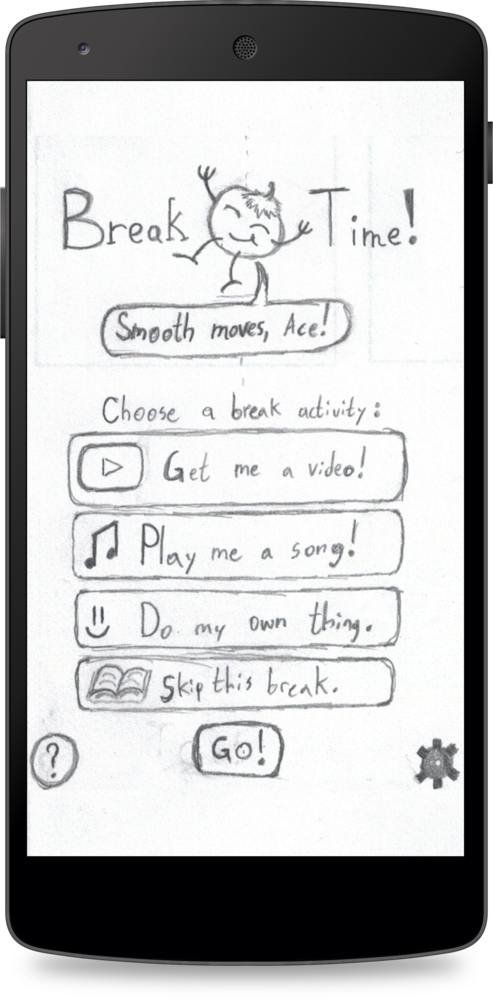 Break Time!
Smooth moves, Ace!
Choose a break activity:
Get me a video!
Play me a song!
Do my own thing.
Skip this break.
GO!
?